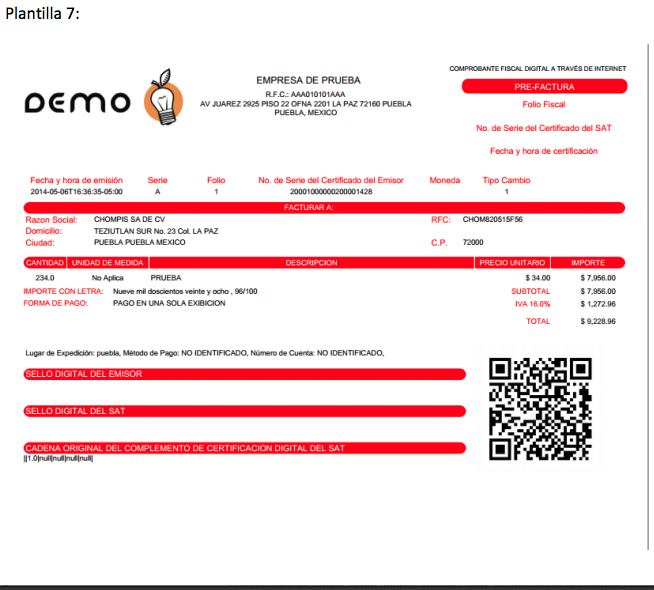 Plantilla 7:
DEMO
EMPRESA DE PRUEBA
R.F.C.: AAA010101AAA
AV JUAREZ 2925 PISO 22 OFNA 2201 LA PAZ 72160 PUEBLA
PUEBLA, MEXICO
COMPROBANTE FISCAL DIGITAL A TRAVÉS DE INTERNET
PRE-FACTURA
Folio Fiscal
No. de Serie del Certificado del SAT
Fecha y hora de certificación
Fecha y hora de emisión Serie Folio No. de Serie del Certificado del Emisor Moneda Tipo Cambio
2014-05-06T16:36:35-05:00 A 1 20001000000200001428 1
FACTURAR A:
Razon Social: CHOMPIS SA DE CV RFC: CHOM820515F56
Domicilio: TEZIUTLAN SUR No. 23 Col. LA PAZ
Ciudad: PUEBLA PUEBLA MEXICO C.P. 72000
CANTIDAD UNIDAD DE MEDIDA DESCRIPCION PRECIO UNITARIO IMPORTE
234.0 No Aplica PRUEBA $ 34.00 $ 7,956.00
IMPORTE CON LETRA: Nueve mil doscientos veinte y ocho , 96/100 SUBTOTAL $ 7,956.00
FORMA DE PAGO: PAGO EN UNA SOLA EXIBICION IVA 16.0% $ 1,272.96
TOTAL $ 9,228.96
Lugar de Expedición: puebla, Método de Pago: NO IDENTIFICADO, Número de Cuenta: NO IDENTIFICADO,
SELLO DIGITAL DEL EMISOR
SELLO DIGITAL DEL SAT
CADENA ORIGINAL DEL COMPLEMENTO DE CERTIFICACION DIGITAL DEL SAT
||1.0|null|null|null|null|